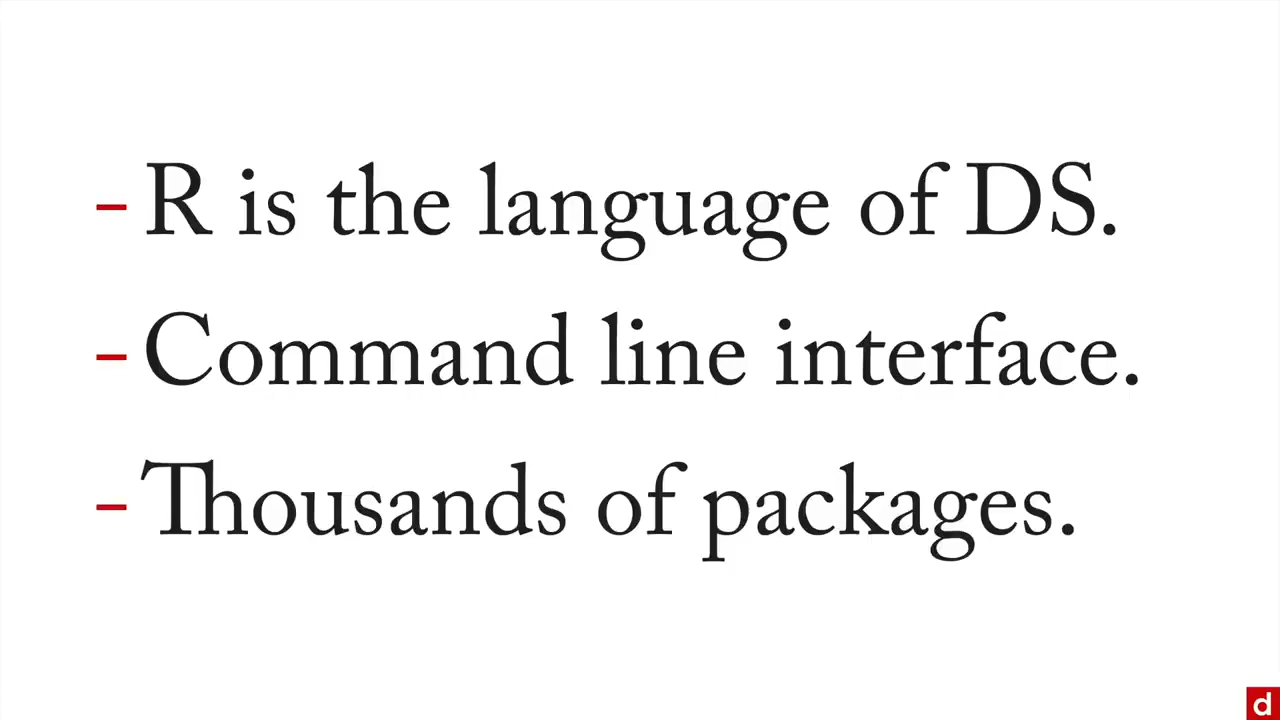 – R is the language of DS.
– Command line interface.
– Thousands of packages.
d